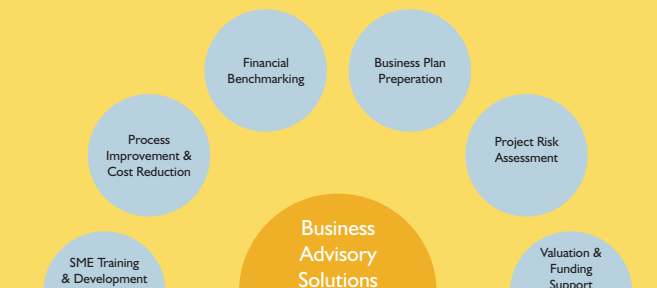 Financial
Benchmarking
Business Plan
Preperation
Process
Improvement &
Cost Reduction
Project Risk
Assessment
Business
Advisory
Solutions
SME Training
& Development
Valuation &
Funding
Support